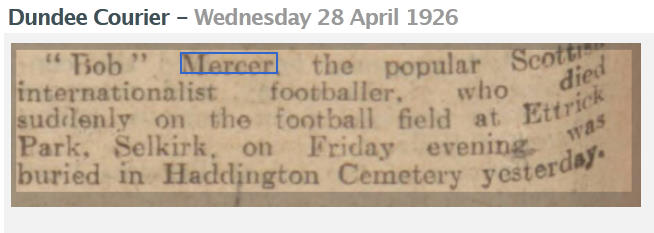 Dundee Courier – Wednesday 28 April 1926
"Bob" Mercer, the popular Scottish
internationalist footballer, who died
suddenly on the football field at Ettrick
Park, Selkirk, on Friday evening, was
buried in Haddington Cemetery yesterday.